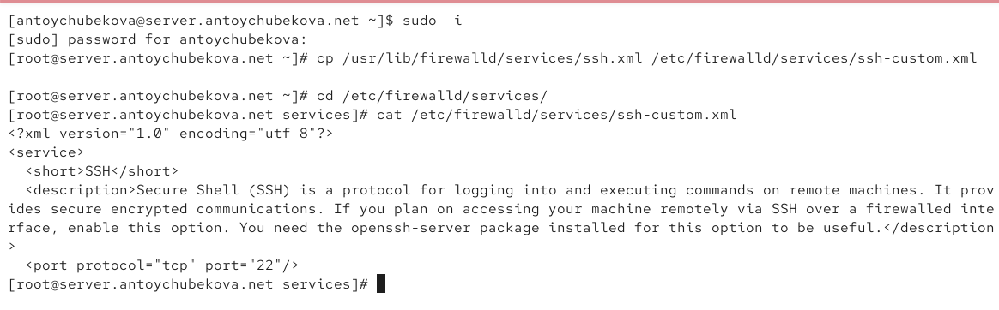 [antoychubekova@server.antoychubekova.net ~]$ sudo -i
[sudo] password for antoychubekova:
[root@server.antoychubekova.net ~]# cp /usr/lib/firewalld/services/ssh.xml /etc/firewalld/services/ssh-custom.xml
[root@server.antoychubekova.net ~]# cd /etc/firewalld/services/
[root@server.antoychubekova.net services]# cat /etc/firewalld/services/ssh-custom.xml
<?xml version="1.0" encoding="utf-8"?>
<service>
  <short>SSH</short>
  <description>Secure Shell (SSH) is a protocol for logging into and executing commands on remote machines. It prov
ides secure encrypted communications. If you plan on accessing your machine remotely via SSH over a firewalled inte
rface, enable this option. You need the openssh-server package installed for this option to be useful.</description
>
  <port protocol="tcp" port="22"/>
[root@server.antoychubekova.net services]#